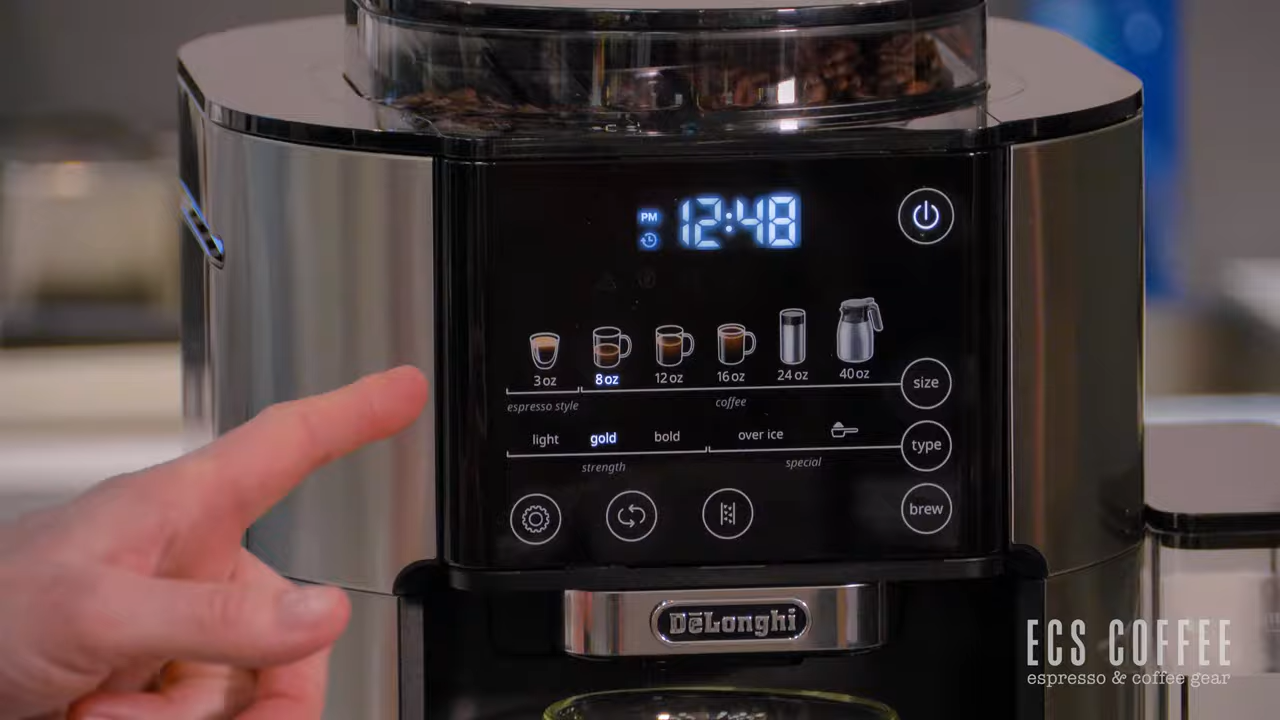 PM 12:48
3 oz 8 oz 12 oz 16 oz 24 oz 40 oz
size
espresso style coffee
light gold bold over ice
type
strength special
brew
DēLonghi
ECS COFFEE
espresso & coffee gear